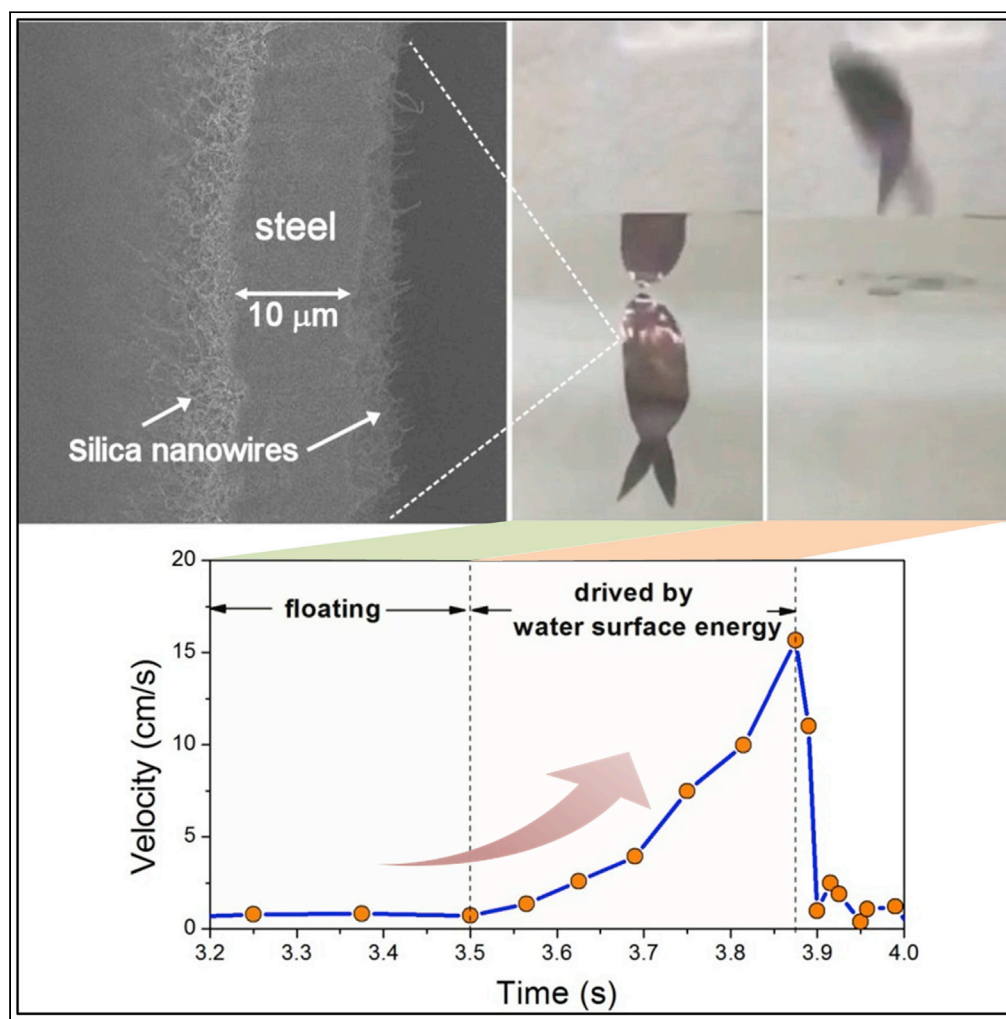 steel
10 μm
Silica nanowires
20
15
10
5
0
Velocity (cm/s)
floating
drived by
water surface energy
3.2 3.3 3.4 3.5 3.6 3.7 3.8 3.9 4.0
Time (s)